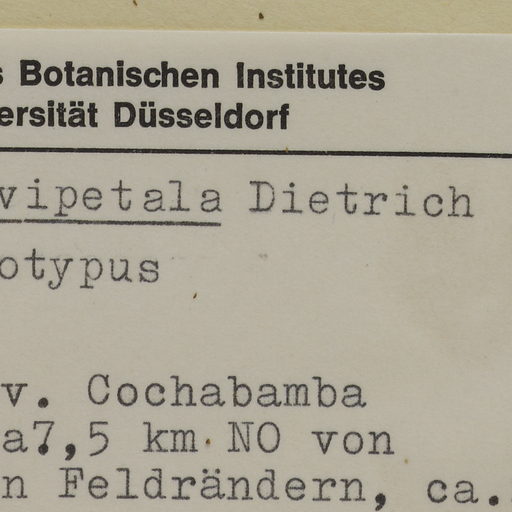 s Botanischen Institutes
ersität Düsseldorf
vipetala Dietrich
otypus
v. Cochabamba
a7,5 km NO von
n Feldrändern, ca.